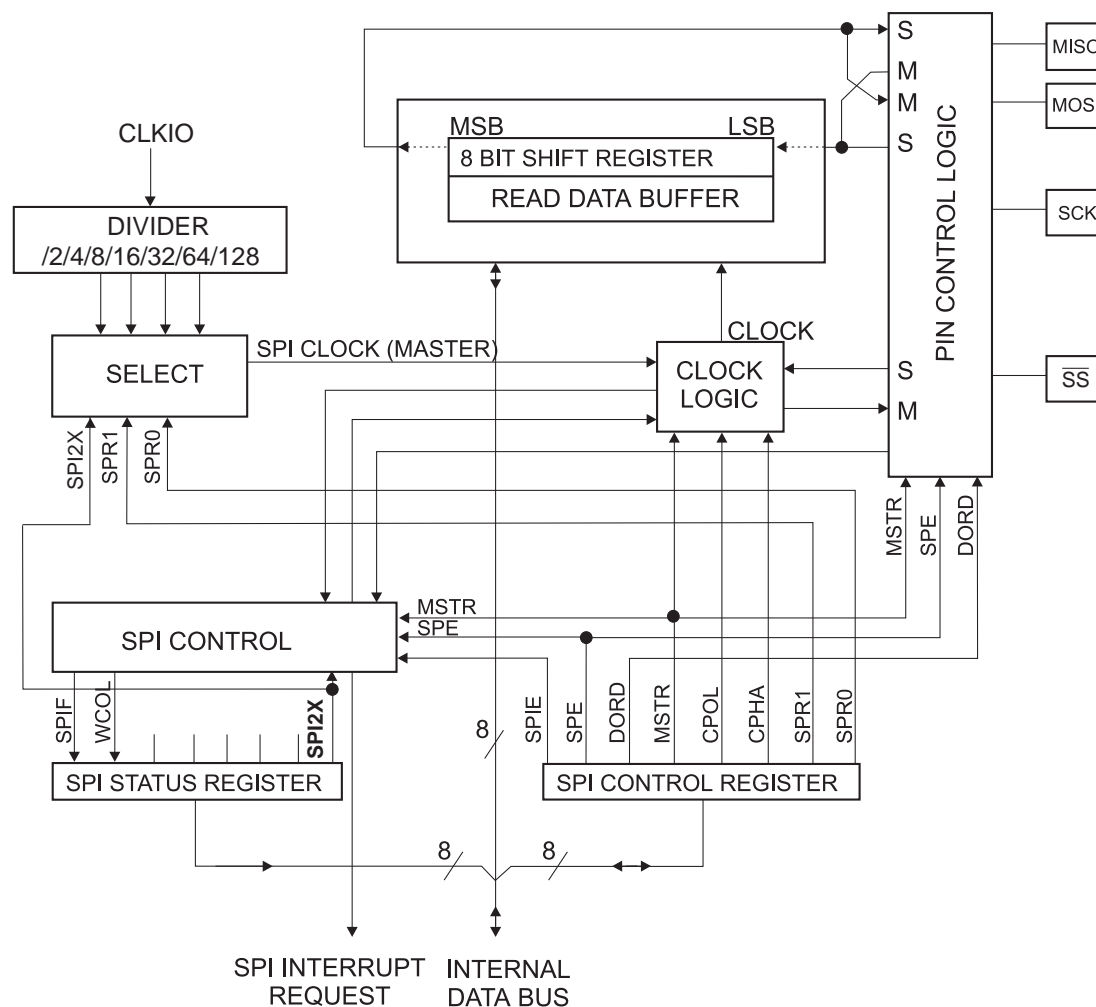 S
MISO
M
M
MOSI
CLKIO
MSB
LSB
S
8 BIT SHIFT REGISTER
READ DATA BUFFER
PIN CONTROL LOGIC
DIVIDER
/2/4/8/16/32/64/128
SCK
CLOCK
SPI CLOCK (MASTER)
SELECT
CLOCK
LOGIC
S
SS
M
SPI2X
SPR1
SPR0
MSTR
SPE
DORD
MSTR
SPE
SPI CONTROL
SPIF
WCOL
SPI2X
8
SPIE
SPE
DORD
MSTR
CPOL
CPHA
SPR1
SPR0
SPI STATUS REGISTER
SPI CONTROL REGISTER
8
8
SPI INTERRUPT
REQUEST
INTERNAL
DATA BUS